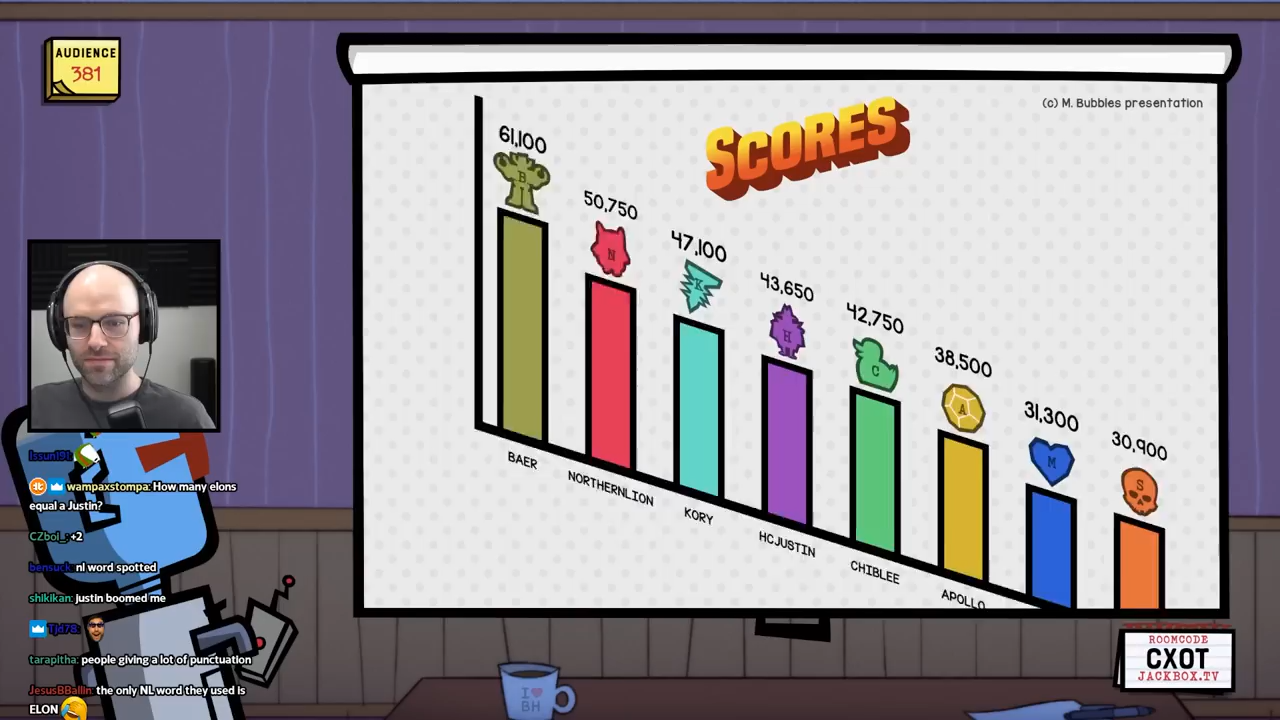 AUDIENCE
381
(c) M. Bubbles presentation
SCORES
61,100
B
50,750
N
47,100
K
43,650
H
42,750
C
38,500
A
31,300
M
30,900
S
BAER
NORTHERNLION
KORY
HCJUSTIN
CHIBLEE
APOLLO
Issun191:
wampaxstompa: How many elons
equal a Justin?
CZbol_: +2
bensuck: nl word spotted
shikikan: justin boomed me
Tjd78:
tarapitha: people giving a lot of punctuation
JesusBBallin: the only NL word they used is
ELON
I ❤ BH
ROOMCODE
CXOT
JACKBOX.TV